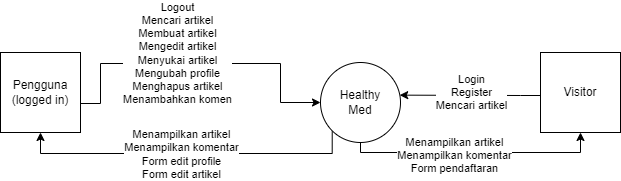 Logout
Mencari artikel
Membuat artikel
Mengedit artikel
Menyukai artikel
Mengubah profile
Menghapus artikel
Menambahkan komen
Pengguna
(logged in)
Healthy
Med
Login
Register
Mencari artikel
Visitor
Menampilkan artikel
Menampilkan komentar
Form edit profile
Form edit artikel
Menampilkan artikel
Menampilkan komentar
Form pendaftaran